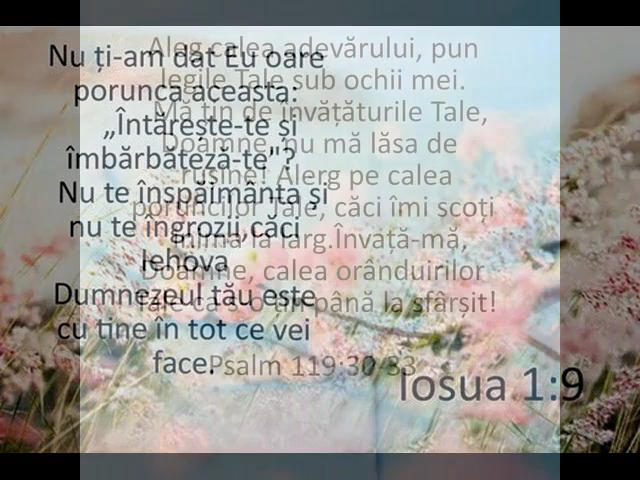 Nu ți-am dat Eu oare
porunca aceasta:
„Întărește-te și
îmbărbătează-te"?
Nu te înspăimânta și
nu te îngrozi, căci
Iehova
Dumnezeul tău este
cu tine în tot ce vei
face.
Iosua 1:9
Aleg calea adevărului, pun
legile Tale sub ochii mei.
Mă țin de învățăturile Tale,
Doamne, nu mă lăsa de
rușine! Alerg pe calea
poruncilor Tale, căci îmi scoți
inima la larg.Învață-mă,
Doamne, calea orânduirilor
Tale ca s-o țin până la sfârșit!
Psalm 119:30-33